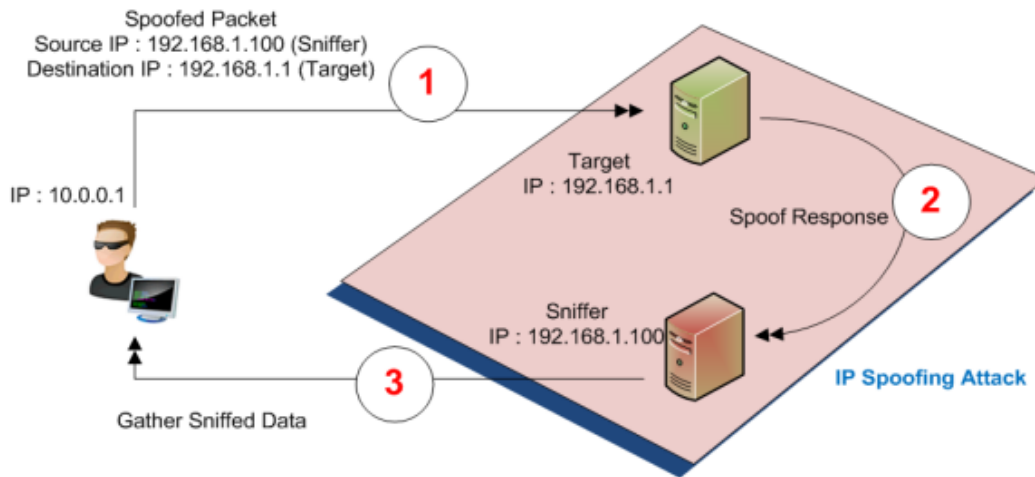 Spoofed Packet
Source IP : 192.168.1.100 (Sniffer)
Destination IP : 192.168.1.1 (Target)
1
IP : 10.0.0.1
Target
IP : 192.168.1.1
2
Spoof Response
Sniffer
IP : 192.168.1.100
3
IP Spoofing Attack
Gather Sniffed Data